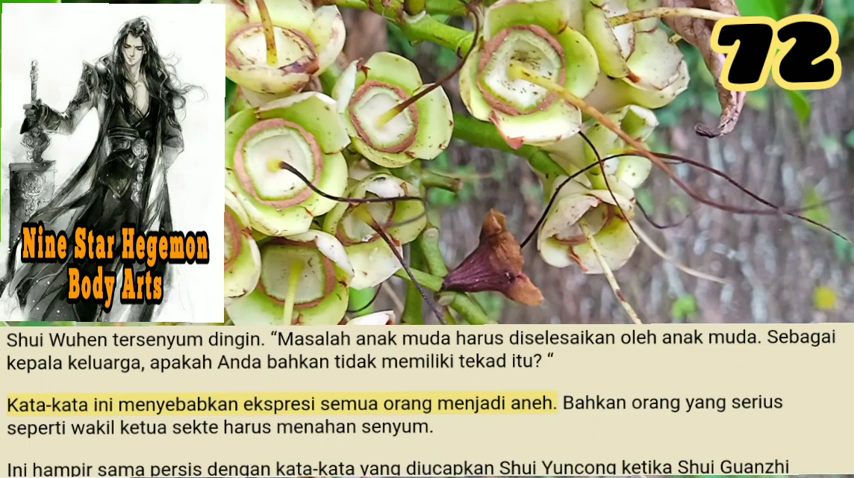 72
Nine Star Hegemon
Body Arts
Shui Wuhen tersenyum dingin. “Masalah anak muda harus diselesaikan oleh anak muda. Sebagai
kepala keluarga, apakah Anda bahkan tidak memiliki tekad itu? “
Kata-kata ini menyebabkan ekspresi semua orang menjadi aneh. Bahkan orang yang serius
seperti wakil ketua sekte harus menahan senyum.
Ini hampir sama persis dengan kata-kata yang diucapkan Shui Yuncong ketika Shui Guanzhi